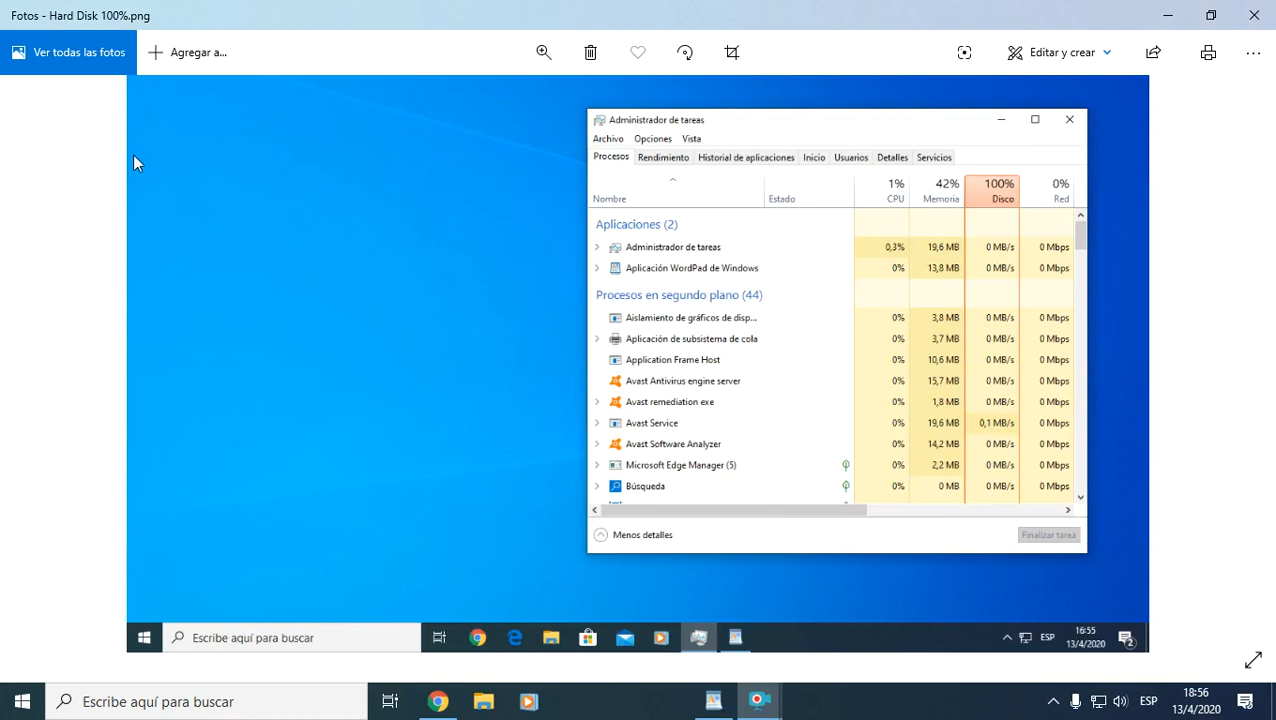 Fotos - Hard Disk 100%.png
Ver todas las fotos
Agregar a...
Editar y crear
Administrador de tareas
Archivo Opciones Vista
Procesos Rendimiento Historial de aplicaciones Inicio Usuarios Detalles Servicios
1% 42% 100% 0%
Nombre Estado CPU Memoria Disco Red
Aplicaciones (2)
Administrador de tareas 0,3% 19,6 MB 0 MB/s 0 Mbps
Aplicación WordPad de Windows 0% 13,8 MB 0 MB/s 0 Mbps
Procesos en segundo plano (44)
Aislamiento de gráficos de disp... 0% 3,8 MB 0 MB/s 0 Mbps
Aplicación de subsistema de cola 0% 3,7 MB 0 MB/s 0 Mbps
Application Frame Host 0% 10,6 MB 0 MB/s 0 Mbps
Avast Antivirus engine server 0% 15,7 MB 0 MB/s 0 Mbps
Avast remediation exe 0% 1,8 MB 0 MB/s 0 Mbps
Avast Service 0% 19,6 MB 0,1 MB/s 0 Mbps
Avast Software Analyzer 0% 14,2 MB 0 MB/s 0 Mbps
Microsoft Edge Manager (5) 0% 2,2 MB 0 MB/s 0 Mbps
Búsqueda 0% 0 MB 0 MB/s 0 Mbps
Menos detalles
Finalizar tarea
Escribe aquí para buscar
ESP
16:55
13/4/2020
2
Escribe aquí para buscar
ESP
18:56
13/4/2020